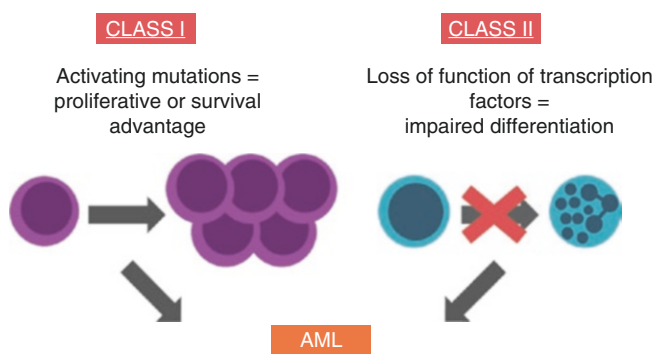 CLASS I
Activating mutations =
proliferative or survival
advantage
CLASS II
Loss of function of transcription
factors =
impaired differentiation
AML